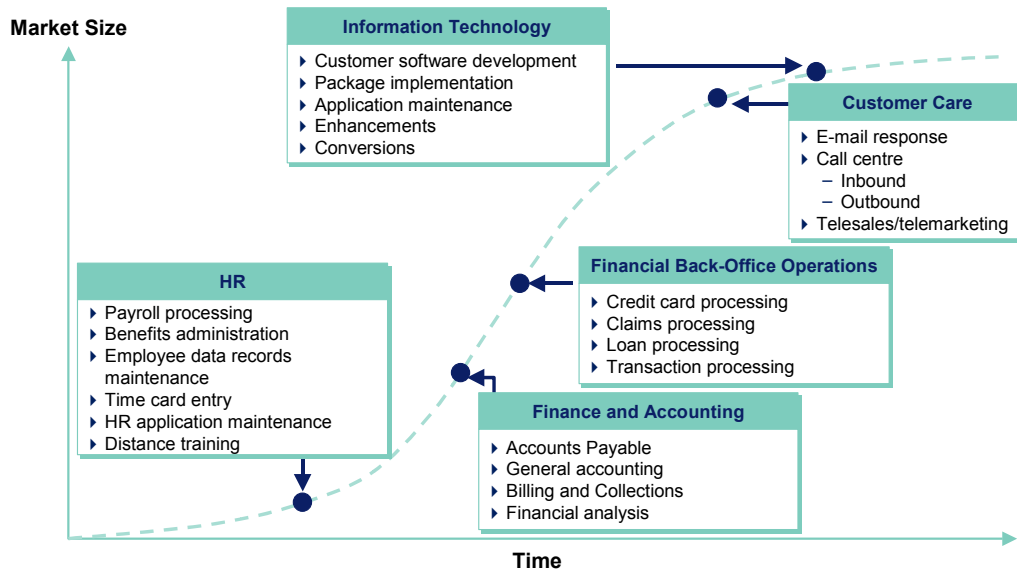 Market Size
Information Technology
Customer software development
Package implementation
Application maintenance
Enhancements
Conversions
Customer Care
E-mail response
Call centre
– Inbound
– Outbound
Telesales/telemarketing
HR
Payroll processing
Benefits administration
Employee data records
maintenance
Time card entry
HR application maintenance
Distance training
Financial Back-Office Operations
Credit card processing
Claims processing
Loan processing
Transaction processing
Finance and Accounting
Accounts Payable
General accounting
Billing and Collections
Financial analysis
Time